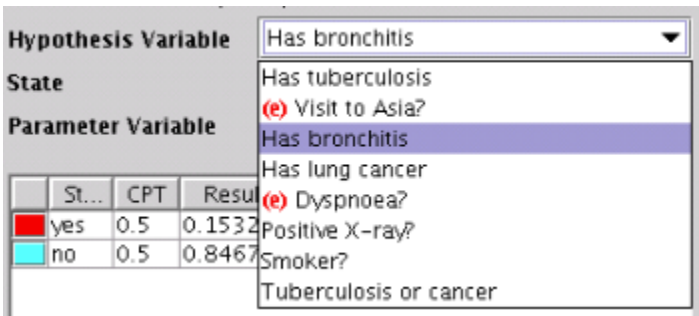 Hypothesis Variable Has bronchitis
State
Parameter Variable
Has tuberculosis
(e) Visit to Asia?
Has bronchitis
Has lung cancer
(e) Dyspnoea?
Positive X-ray?
Smoker?
Tuberculosis or cancer
St... CPT Resul
yes 0.5 0.1532
no 0.5 0.8467